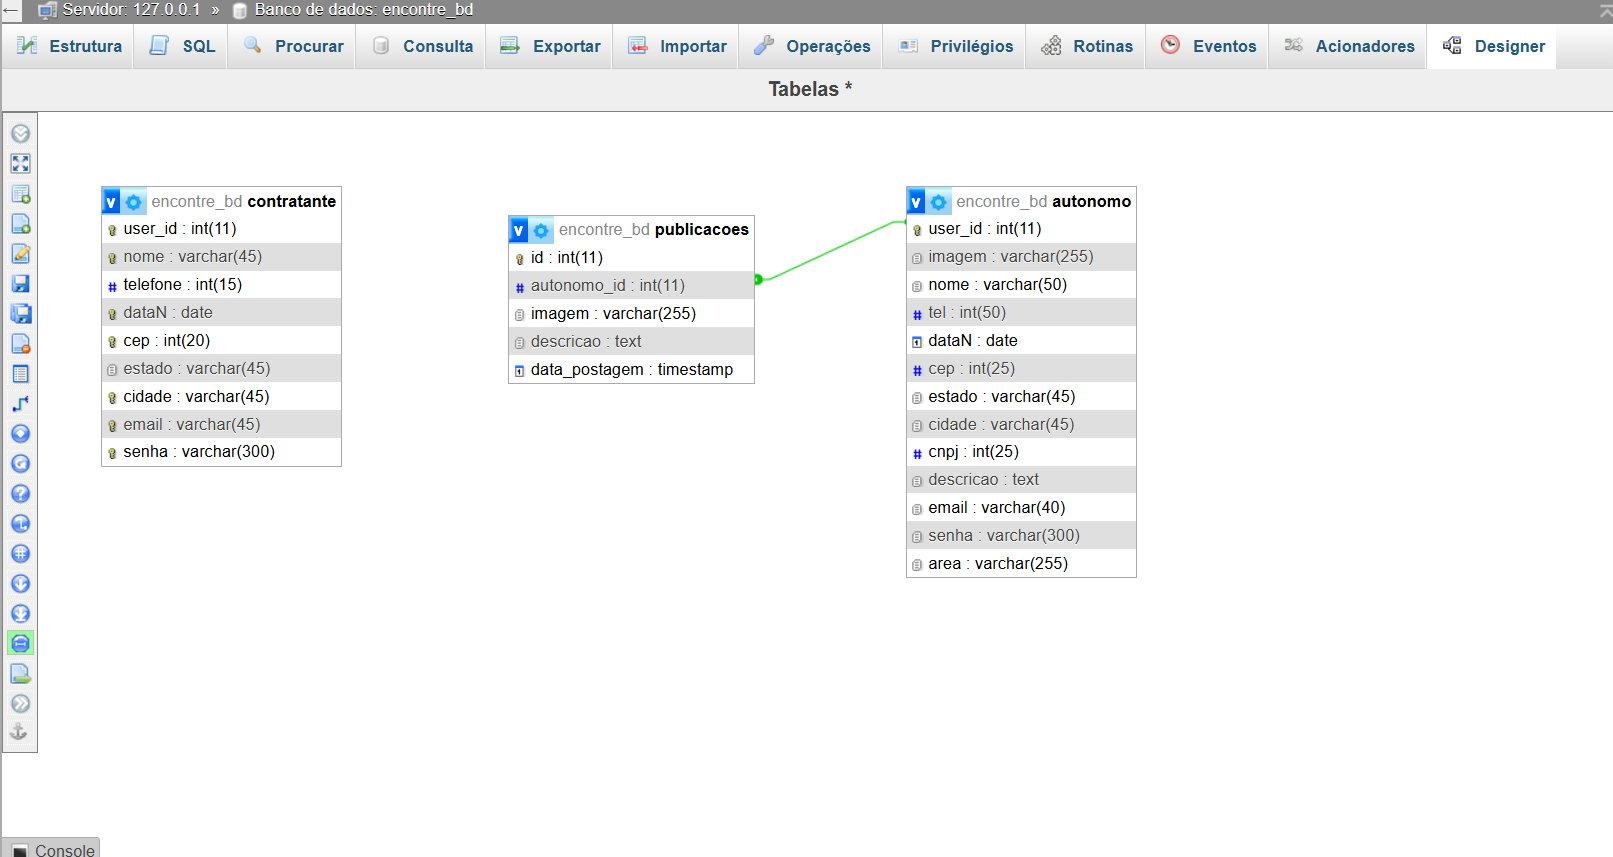 Servidor: 127.0.0.1 » Banco de dados: encontre_bd
Estrutura SQL Procurar Consulta Exportar Importar Operações Privilégios Rotinas Eventos Acionadores Designer
Tabelas *
encontre_bd contratante
user_id : int(11)
nome : varchar(45)
telefone : int(15)
dataN : date
cep : int(20)
estado : varchar(45)
cidade : varchar(45)
email : varchar(45)
senha : varchar(300)
encontre_bd publicacoes
id : int(11)
autonomo_id : int(11)
imagem : varchar(255)
descricao : text
data_postagem : timestamp
encontre_bd autonomo
user_id : int(11)
imagem : varchar(255)
nome : varchar(50)
tel : int(50)
dataN : date
cep : int(25)
estado : varchar(45)
cidade : varchar(45)
cnpj : int(25)
descricao : text
email : varchar(40)
senha : varchar(300)
area : varchar(255)
Console